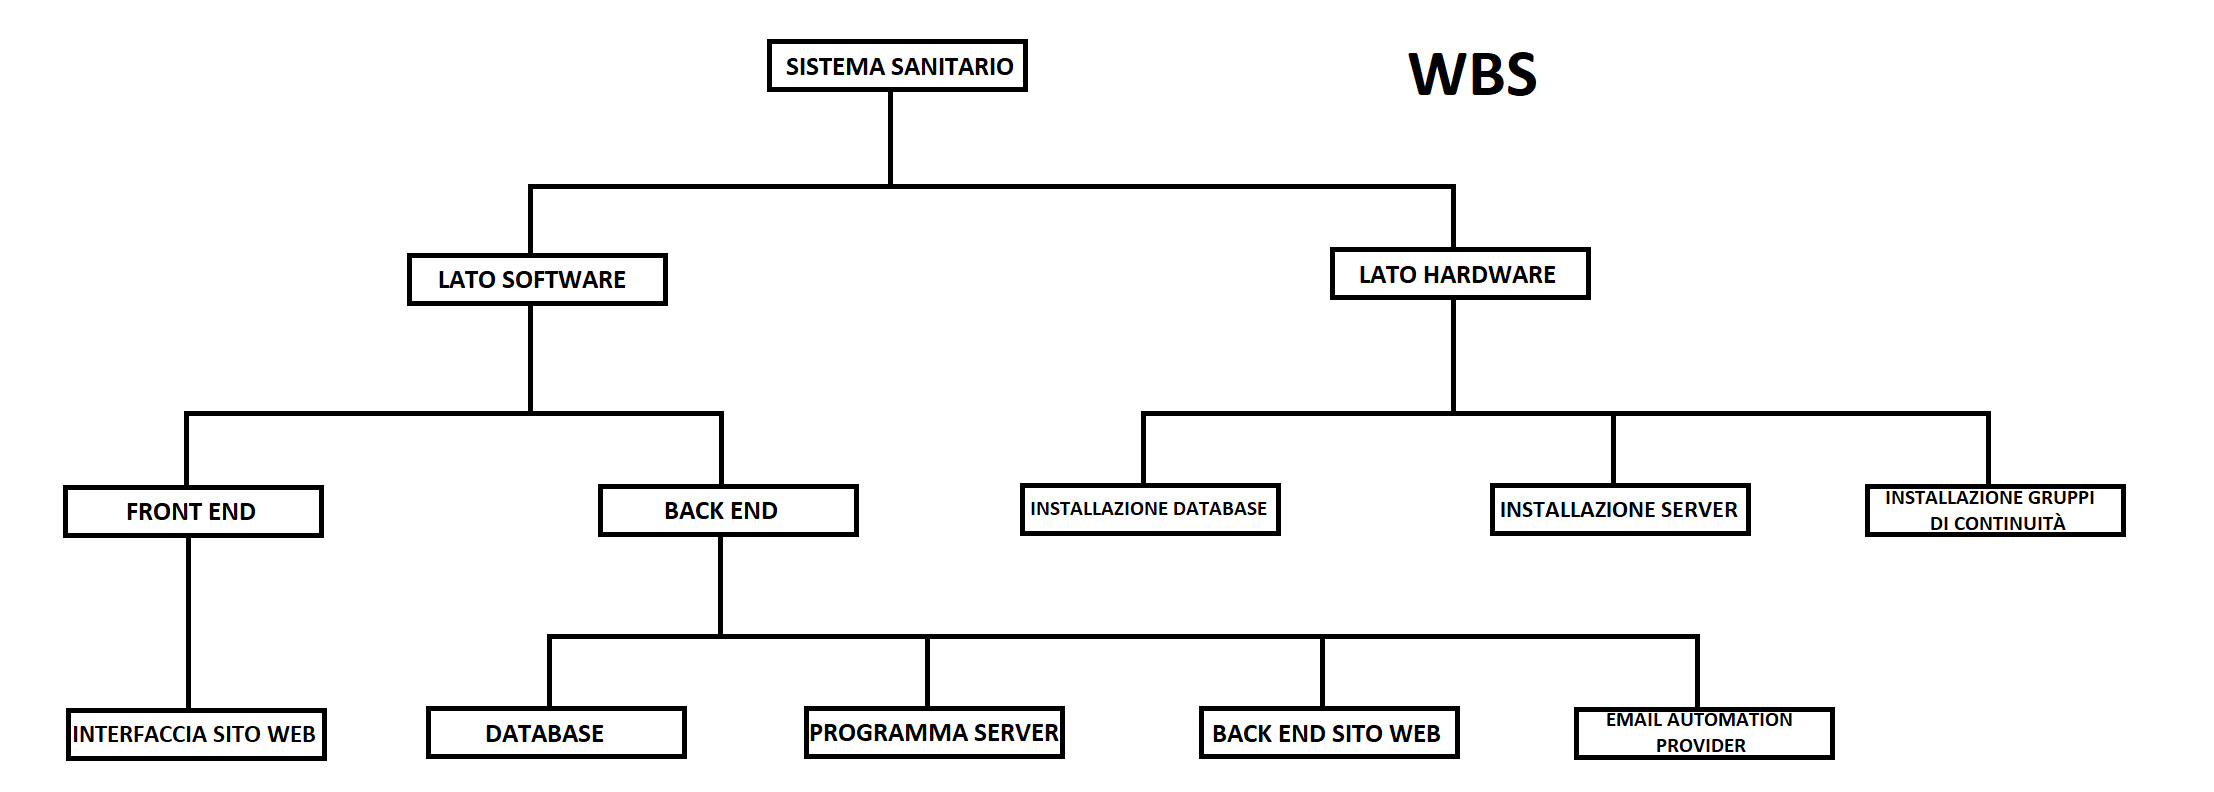 SISTEMA SANITARIO
WBS
LATO SOFTWARE
LATO HARDWARE
FRONT END
BACK END
INSTALLAZIONE DATABASE
INSTALLAZIONE SERVER
INSTALLAZIONE GRUPPI
DI CONTINUITÀ
INTERFACCIA SITO WEB
DATABASE
PROGRAMMA SERVER
BACK END SITO WEB
EMAIL AUTOMATION
PROVIDER